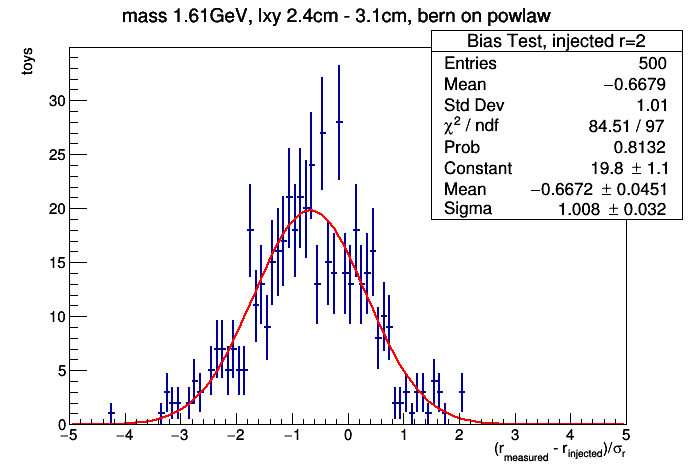 mass 1.61GeV, lxy 2.4cm - 3.1cm, bern on powlaw
toys
Bias Test, injected r=2
Entries 500
Mean −0.6679
Std Dev 1.01
χ² / ndf 84.51 / 97
Prob 0.8132
Constant 19.8 ± 1.1
Mean −0.6672 ± 0.0451
Sigma 1.008 ± 0.032
30
25
20
15
10
5
0
−5 −4 −3 −2 −1 0 1 2 3 4 5
(r_measured - r_injected)/σ_r